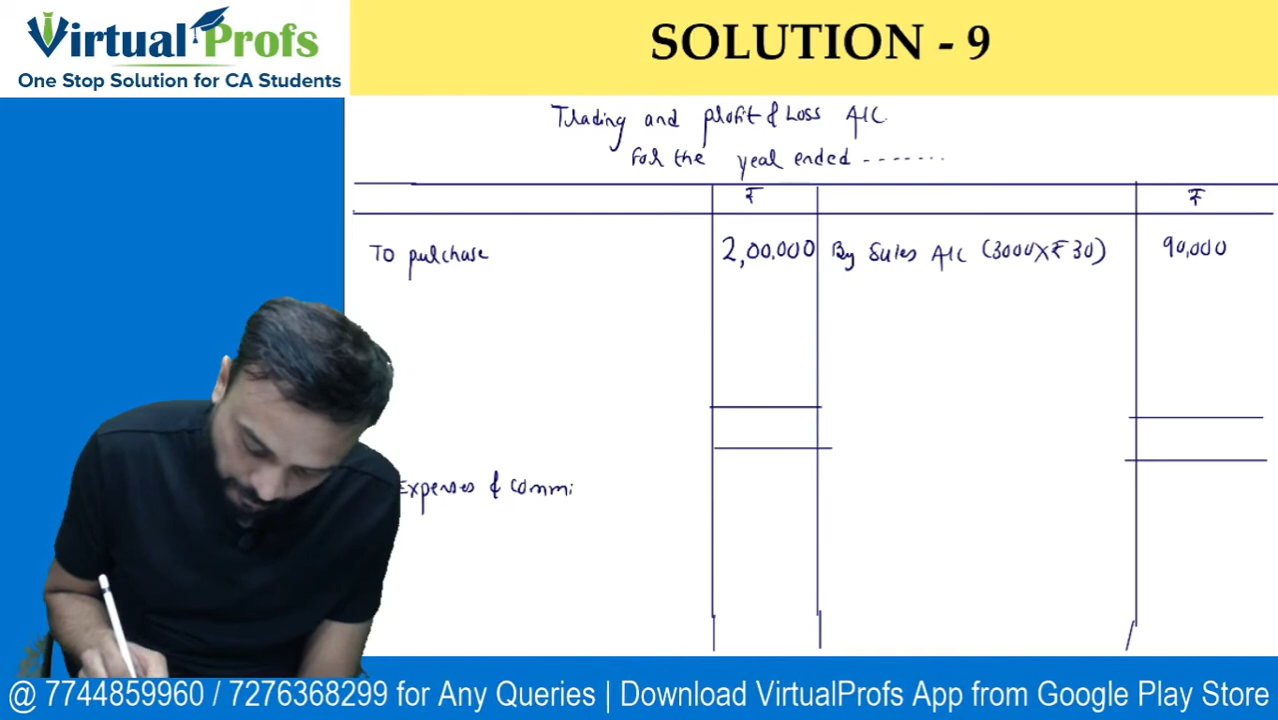 Virtual Profs
One Stop Solution for CA Students
SOLUTION - 9
Trading and profit & Loss A/C
For the year ended --------
₹ ₹
To purchase 2,00,000 By Sales A/C (3000X₹30) 90,000
Expenses & Commi
@ 7744859960 / 7276368299 for Any Queries | Download VirtualProfs App from Google Play Store